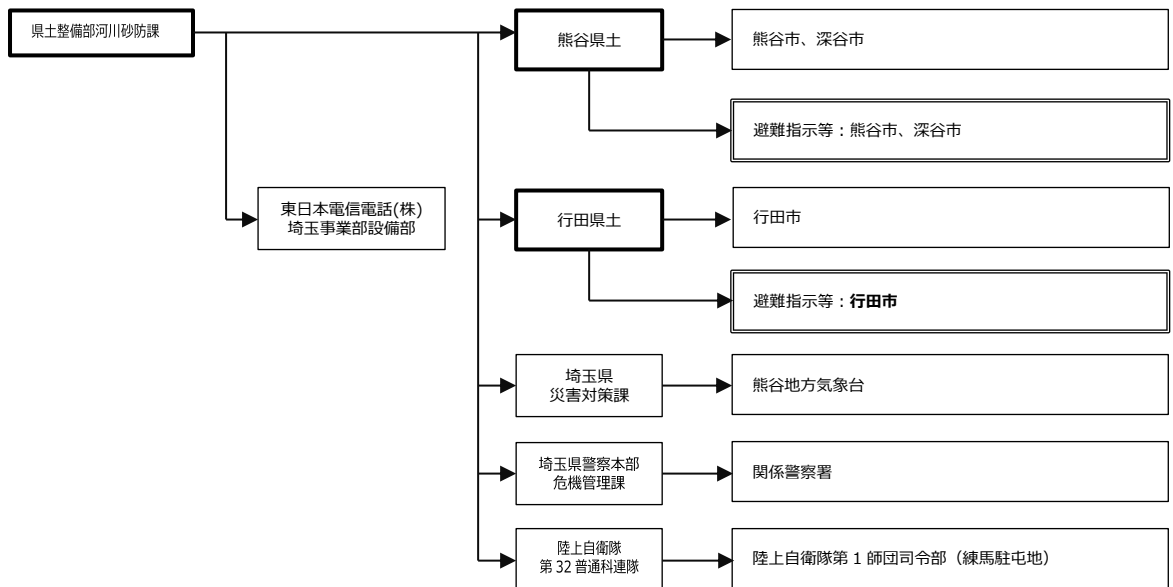 県土整備部河川砂防課
熊谷県土
熊谷市、深谷市
避難指示等：熊谷市、深谷市
東日本電信電話(株)
埼玉事業部設備部
行田県土
行田市
避難指示等：行田市
埼玉県
災害対策課
熊谷地方気象台
埼玉県警察本部
危機管理課
関係警察署
陸上自衛隊
第 32 普通科連隊
陸上自衛隊第 1 師団司令部（練馬駐屯地）